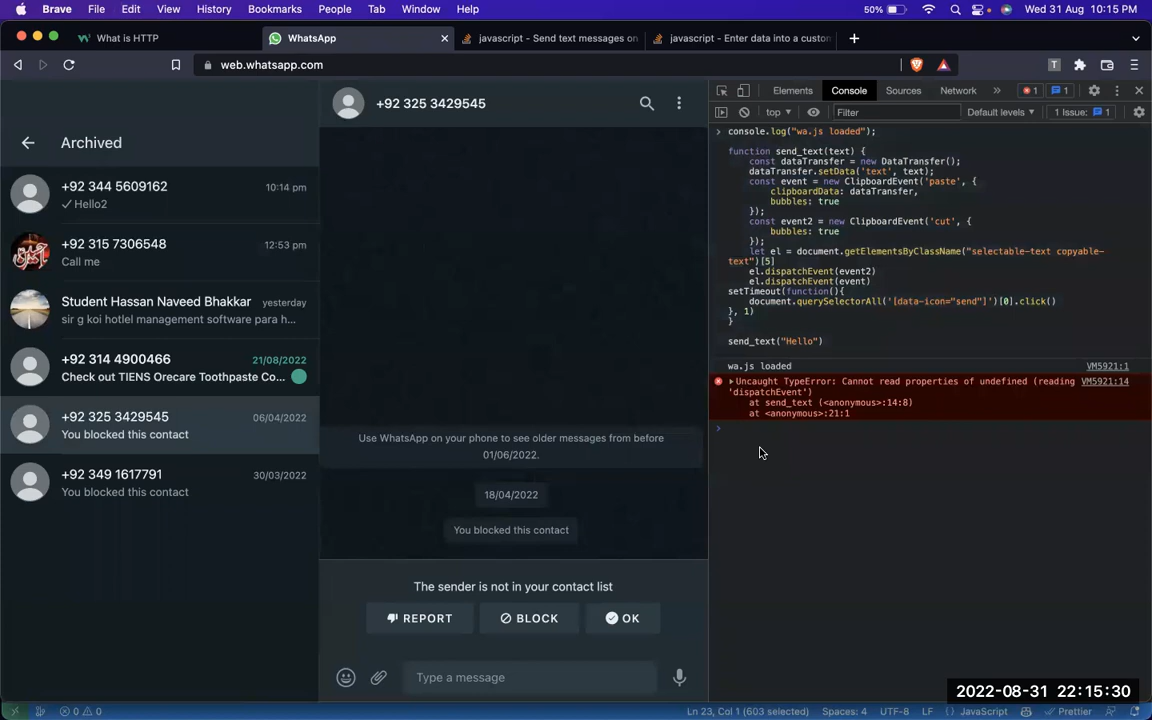 Brave File Edit View History Bookmarks People Tab Window Help 50% Wed 31 Aug 10:15 PM
What is HTTP WhatsApp javascript - Send text messages on javascript - Enter data into a custor
web.whatsapp.com
+92 325 3429545
Elements Console Sources Network 1 1
top Filter Default levels 1 Issue: 1
Archived
+92 344 5609162 10:14 pm
Hello2
+92 315 7306548 12:53 pm
Call me
Student Hassan Naveed Bhakkar yesterday
sir g koi hotlel management software para h...
+92 314 4900466 21/08/2022
Check out TIENS Orecare Toothpaste Co...
+92 325 3429545 06/04/2022
You blocked this contact
+92 349 1617791 30/03/2022
You blocked this contact
Use WhatsApp on your phone to see older messages from before
01/06/2022.
18/04/2022
You blocked this contact
The sender is not in your contact list
REPORT BLOCK OK
Type a message
console.log("wa.js loaded");
function send_text(text) {
const dataTransfer = new DataTransfer();
dataTransfer.setData('text', text);
const event = new ClipboardEvent('paste', {
clipboardData: dataTransfer,
bubbles: true
});
const event2 = new ClipboardEvent('cut', {
bubbles: true
});
let el = document.getElementsByClassName("selectable-text copyable-
text")[5]
el.dispatchEvent(event2)
el.dispatchEvent(event)
setTimeout(function(){
document.querySelectorAll('[data-icon="send"]')[0].click()
}, 1)
}
send_text("Hello")
wa.js loaded VM5921:1
Uncaught TypeError: Cannot read properties of undefined (reading VM5921:14
'dispatchEvent')
at send_text (<anonymous>:14:8)
at <anonymous>:21:1
2022-08-31 22:15:30
0 0 Ln 23, Col 1 (603 selected) Spaces: 4 UTF-8 LF JavaScript Prettier